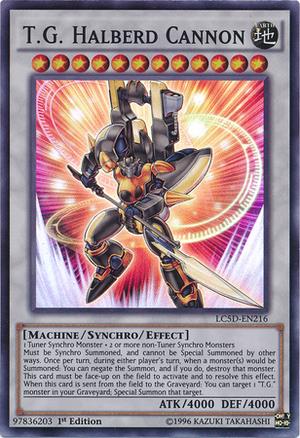 T.G. HALBERD CANNON
EARTH
地
LC5D-EN216
[MACHINE/SYNCHRO/EFFECT]
1 Tuner Synchro Monster + 2 or more non-Tuner Synchro Monsters
Must be Synchro Summoned, and cannot be Special Summoned by other
ways. Once per turn, during either player's turn, when a monster(s) would be
Summoned: You can negate the Summon, and if you do, destroy that monster.
This card must be face-up on the field to activate and to resolve this effect.
When this card is sent from the field to the Graveyard: You can target 1 "T.G."
monster in your Graveyard; Special Summon that target.
ATK/4000 DEF/4000
97836203 1st Edition ©1996 KAZUKI TAKAHASHI